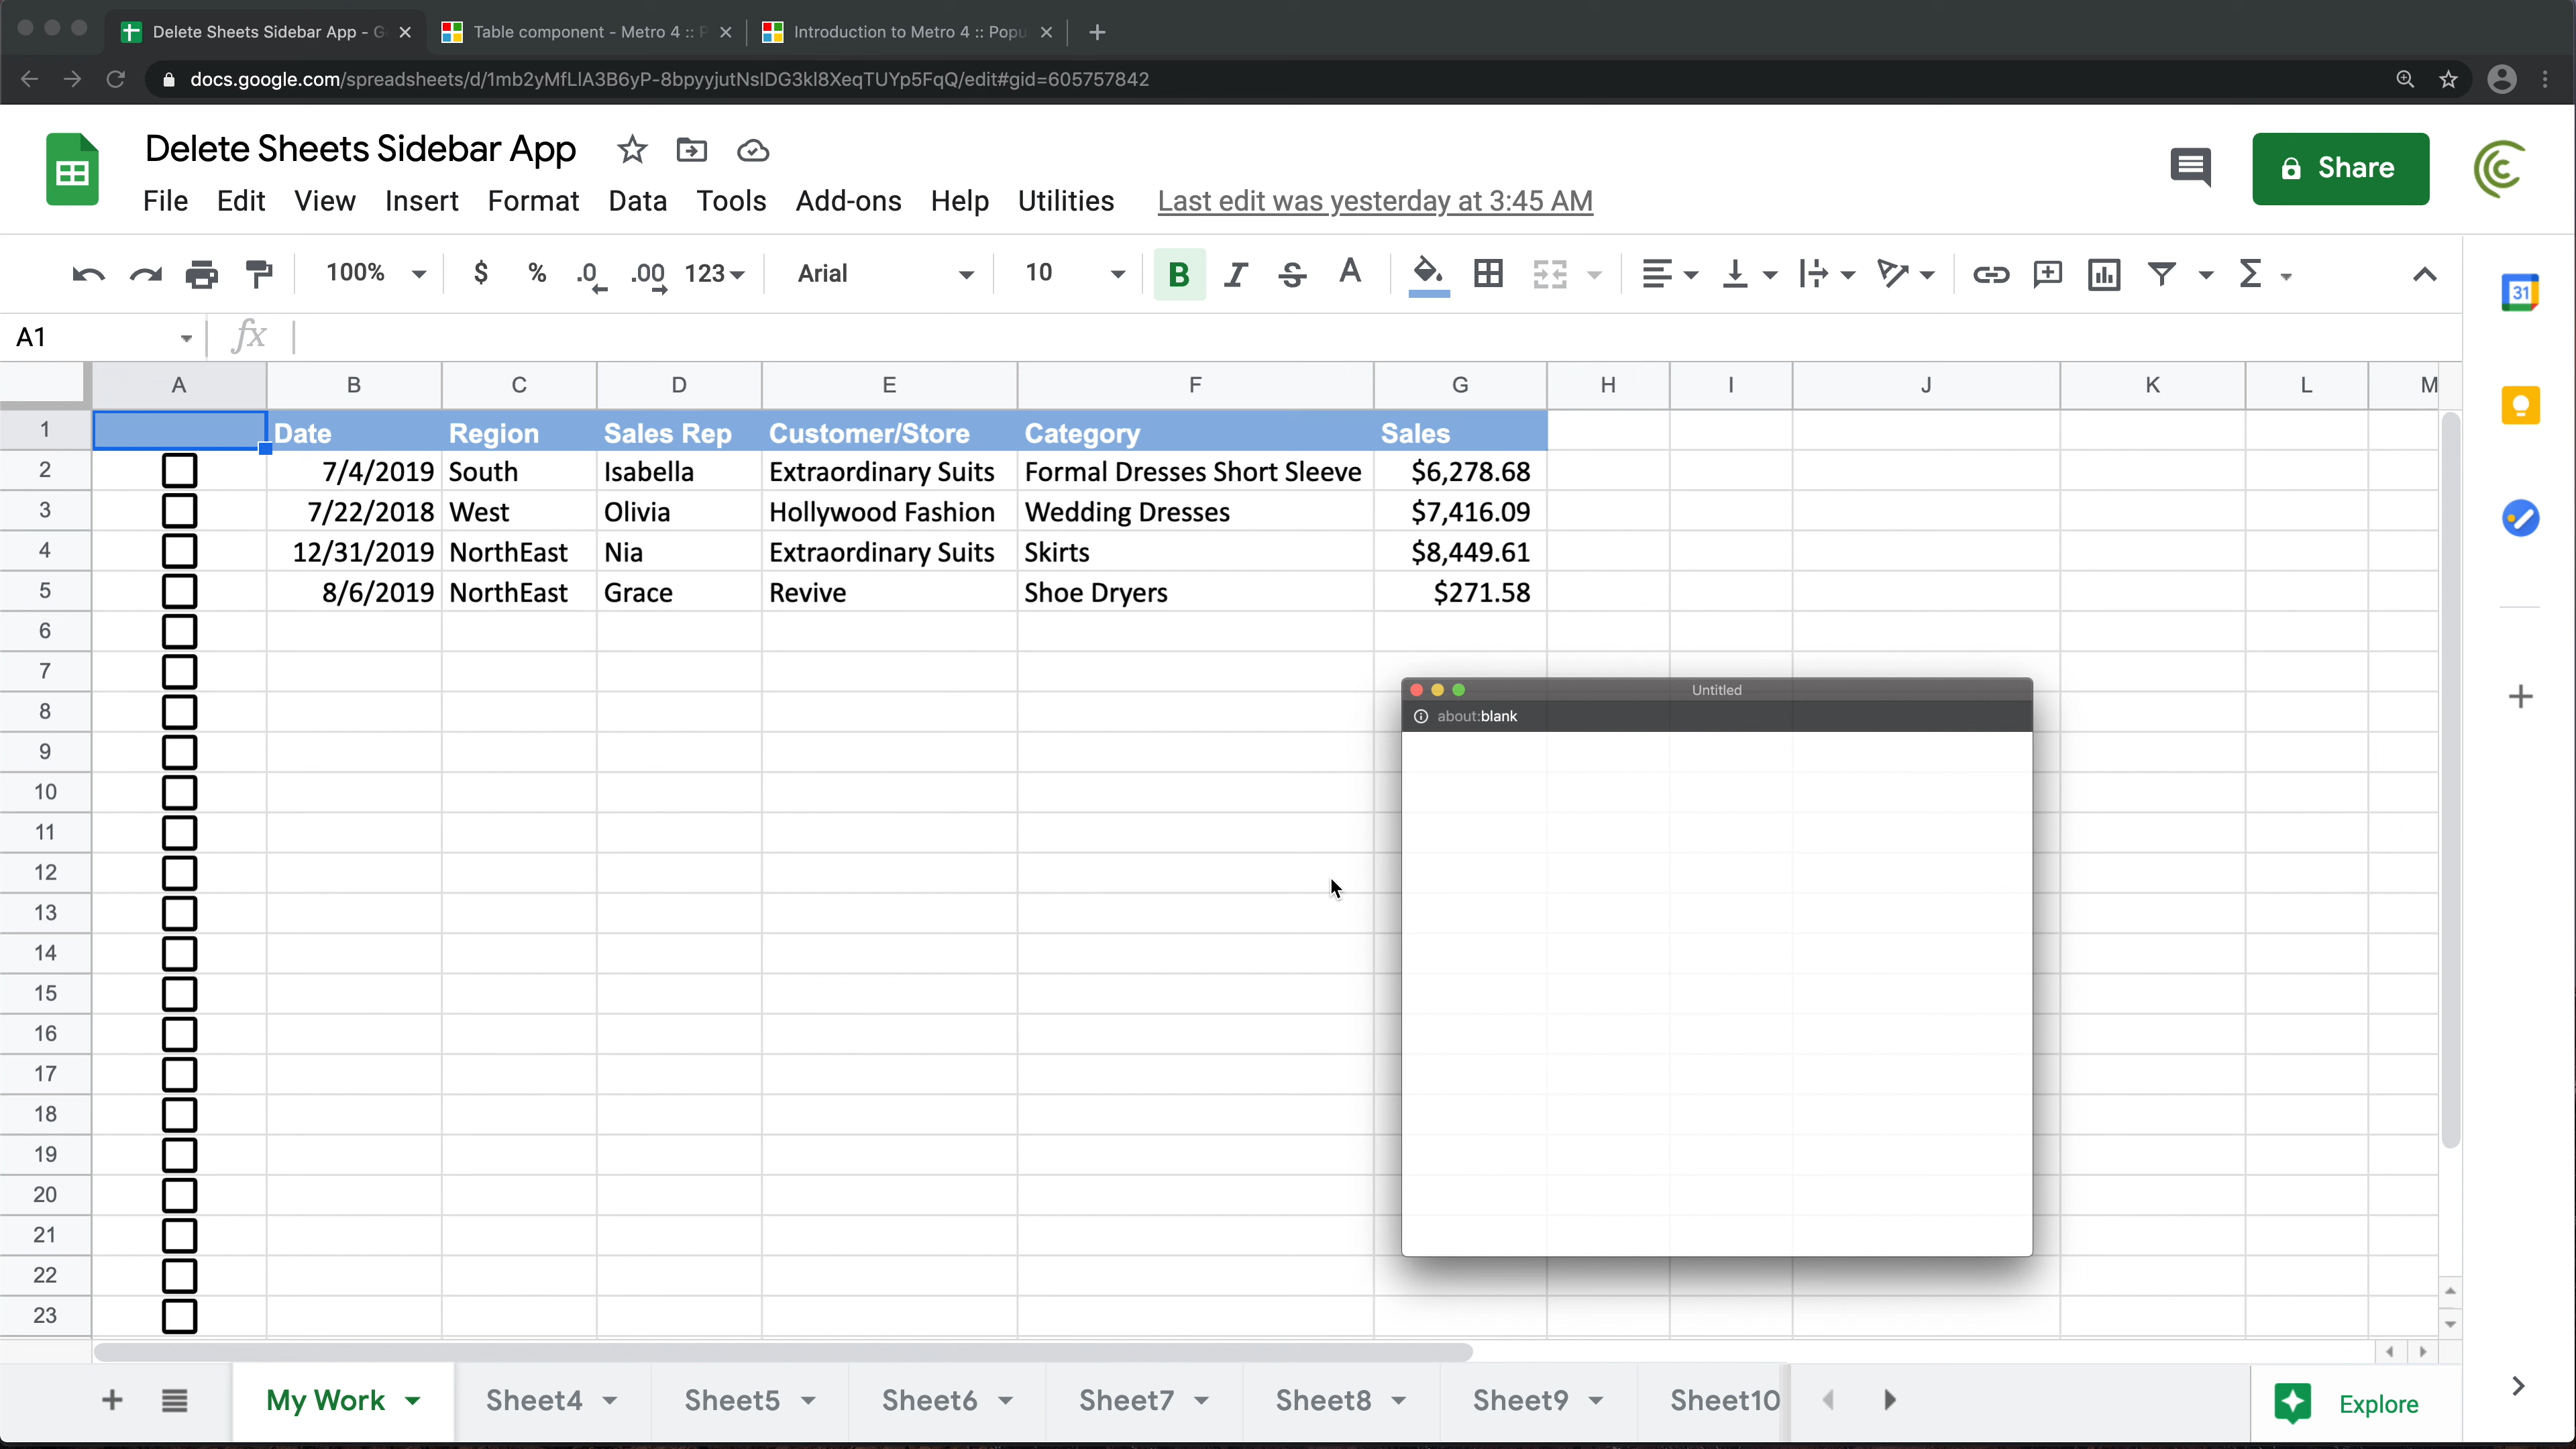 Delete Sheets Sidebar App - G
Table component - Metro 4 :: P
Introduction to Metro 4 :: Popu
docs.google.com/spreadsheets/d/1mb2yMfLIA3B6yP-8bpyyjutNsIDG3kI8XeqTUYp5FqQ/edit#gid=605757842
Delete Sheets Sidebar App
File Edit View Insert Format Data Tools Add-ons Help Utilities Last edit was yesterday at 3:45 AM
Share
100% $ % .0 .00 123 Arial 10 B I S A
31
A1 fx
A B C D E F G H I J K L M
1 Date Region Sales Rep Customer/Store Category Sales
2 7/4/2019 South Isabella Extraordinary Suits Formal Dresses Short Sleeve $6,278.68
3 7/22/2018 West Olivia Hollywood Fashion Wedding Dresses $7,416.09
4 12/31/2019 NorthEast Nia Extraordinary Suits Skirts $8,449.61
5 8/6/2019 NorthEast Grace Revive Shoe Dryers $271.58
6
7
Untitled
8 about:blank
9
10
11
12
13
14
15
16
17
18
19
20
21
22
23
My Work Sheet4 Sheet5 Sheet6 Sheet7 Sheet8 Sheet9 Sheet10 Explore